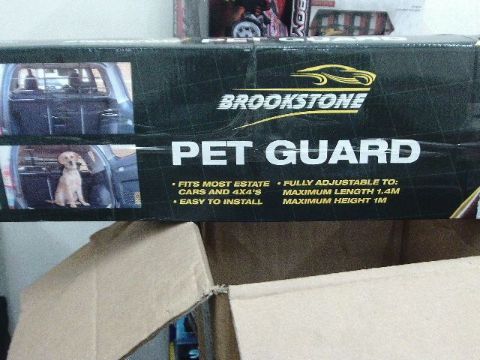 BROOKSTONE
PET GUARD
• FITS MOST ESTATE
CARS AND 4X4'S
• EASY TO INSTALL
• FULLY ADJUSTABLE TO:
MAXIMUM LENGTH 1.4M
MAXIMUM HEIGHT 1M